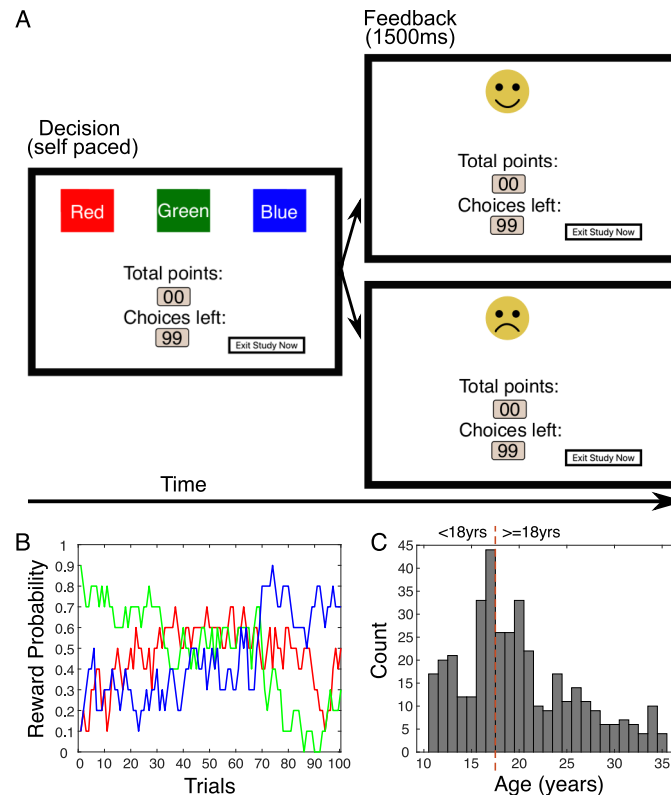 A
Feedback
(1500ms)
Decision
(self paced)
Red Green Blue
Total points:
00
Choices left:
99
Exit Study Now
Total points:
00
Choices left:
99
Exit Study Now
Total points:
00
Choices left:
99
Exit Study Now
Time
B
Reward Probability
1
0.9
0.8
0.7
0.6
0.5
0.4
0.3
0.2
0.1
0
0 10 20 30 40 50 60 70 80 90 100
Trials
C
<18yrs >=18yrs
Count
45
40
35
30
25
20
15
10
5
0
10 15 20 25 30 35
Age (years)